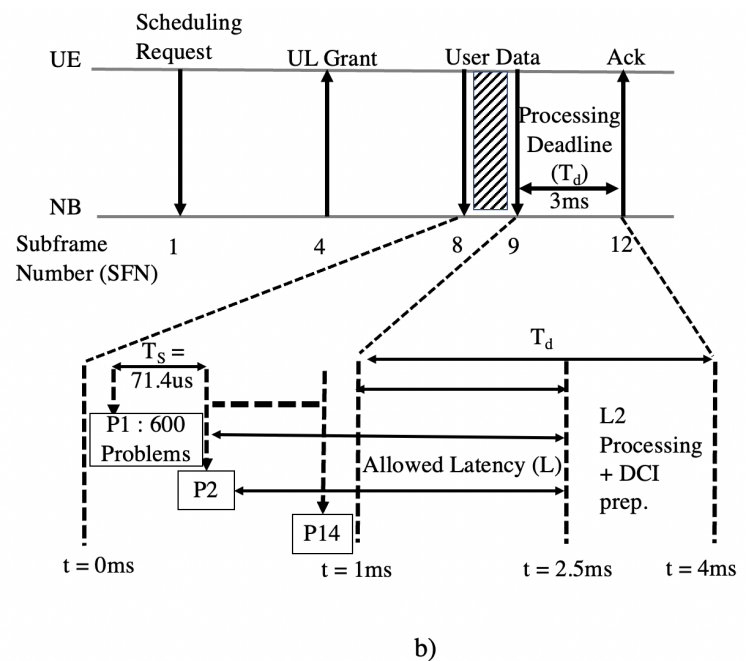 Scheduling
Request
UE
UL Grant
User Data
Ack
Processing
Deadline
(Td)
3ms
NB
Subframe
Number (SFN)
1
4
8
9
12
TS =
71.4us
Td
P1 : 600
Problems
L2
Processing
+ DCI
prep.
Allowed Latency (L)
P2
P14
t = 0ms
t = 1ms
t = 2.5ms
t = 4ms
b)